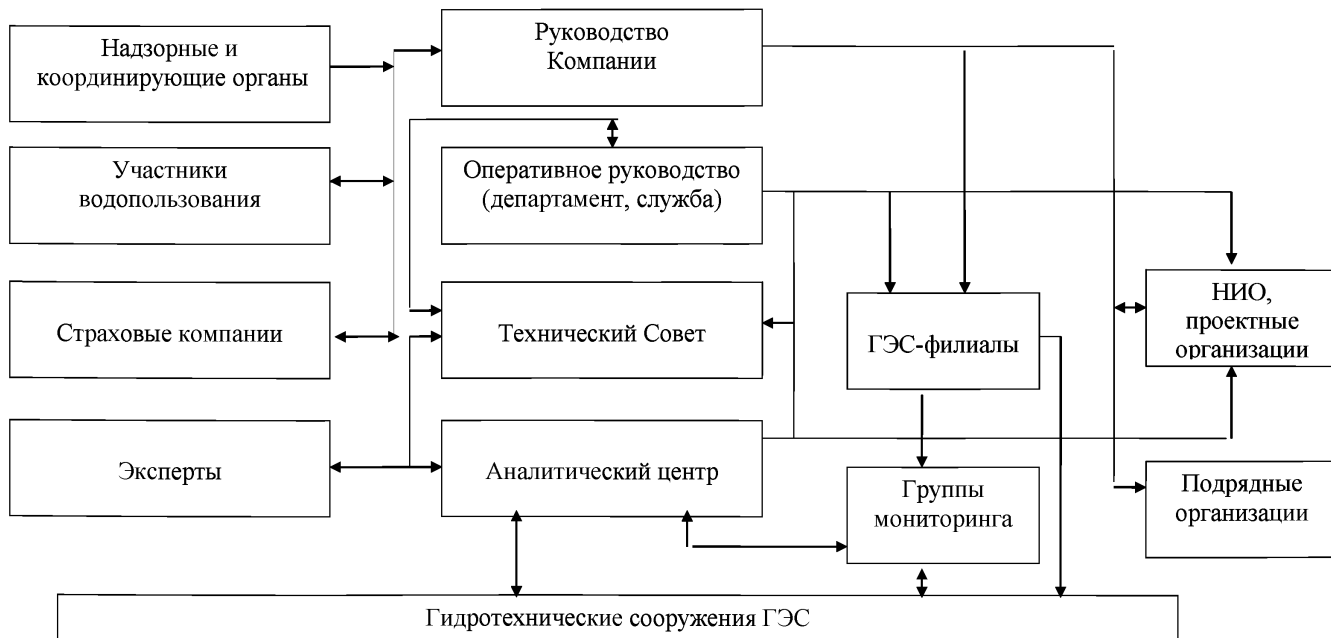 Надзорные и
координирующие органы
Руководство
Компании
Участники
водопользования
Оперативное руководство
(департамент, служба)
Страховые компании
Технический Совет
ГЭС-филиалы
НИО,
проектные
организации
Эксперты
Аналитический центр
Группы
мониторинга
Подрядные
организации
Гидротехнические сооружения ГЭС